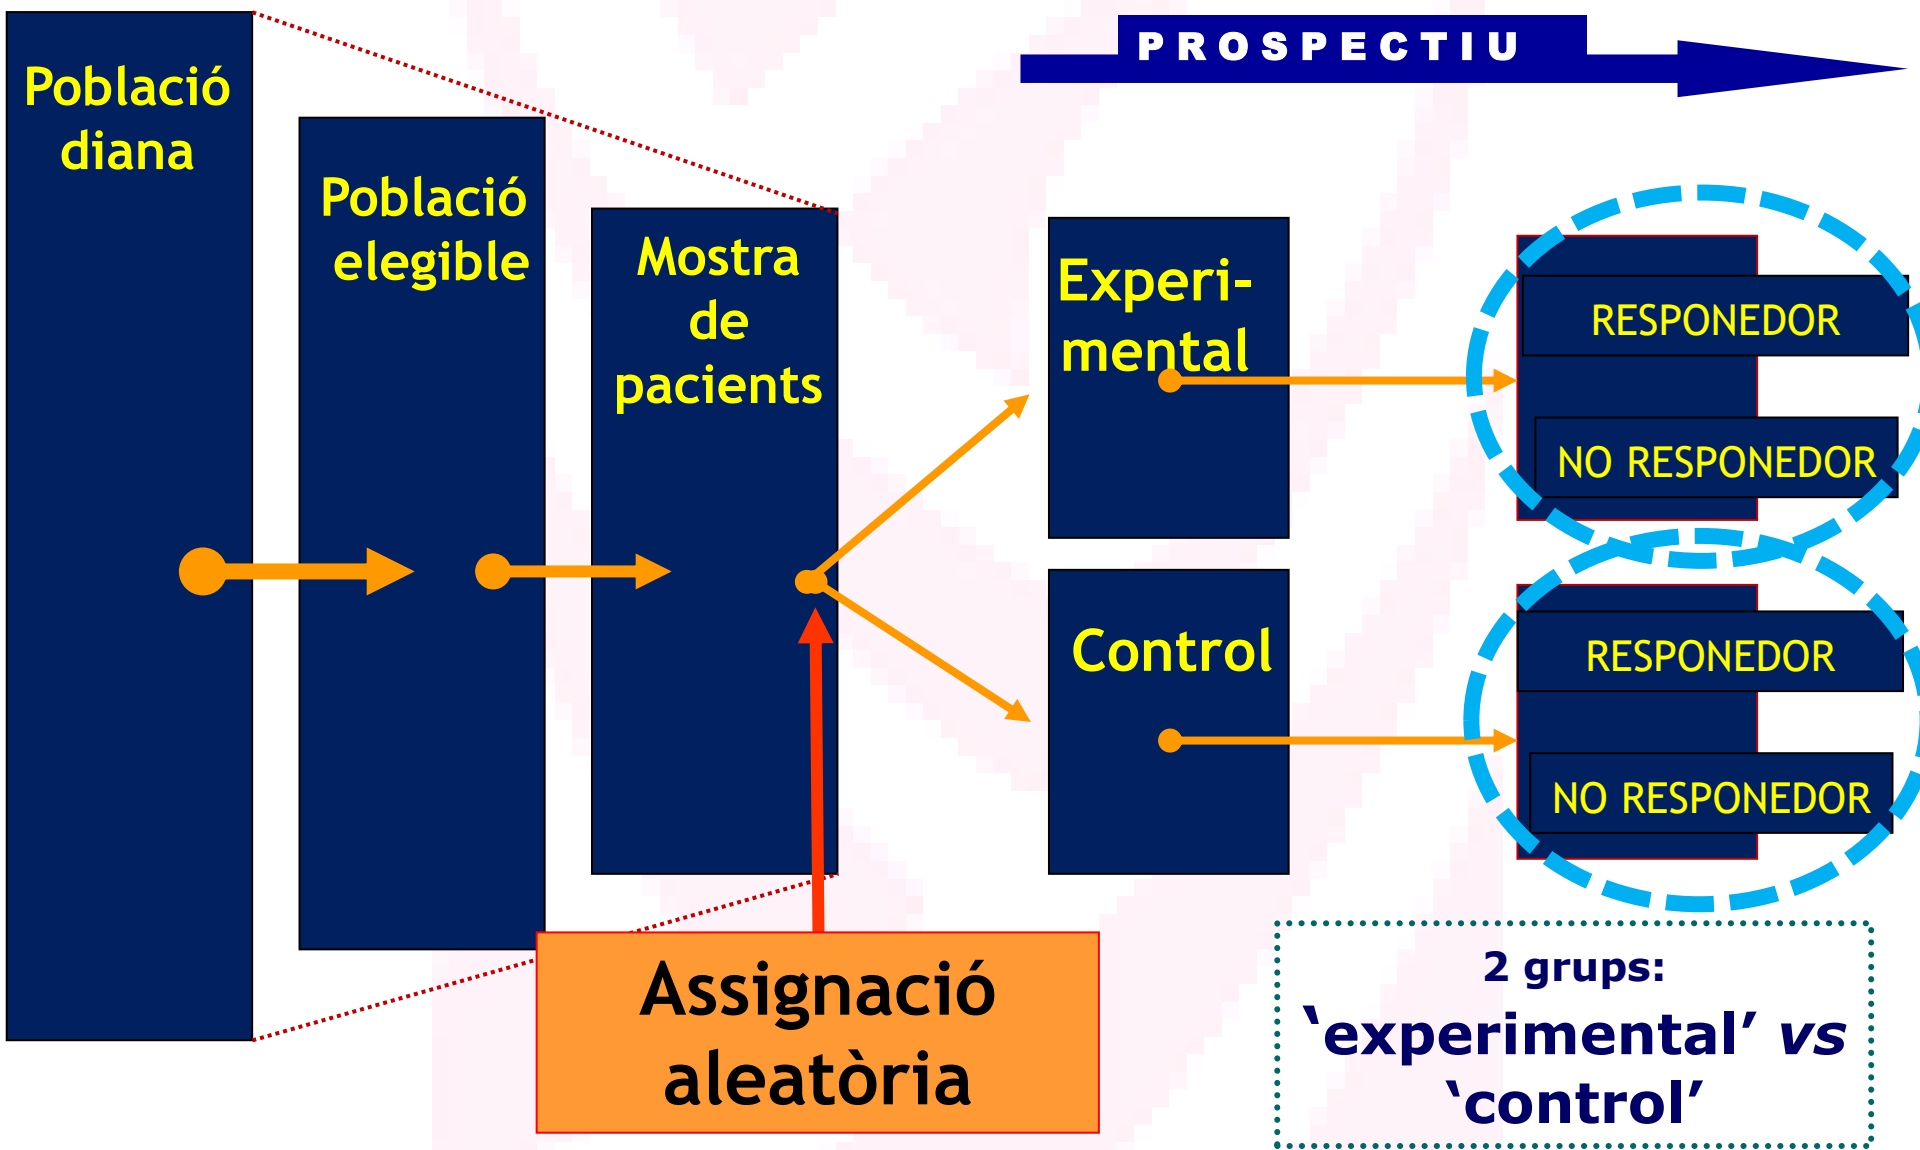 PROSPECTIU
Població
diana
Població
elegible
Mostra
de
pacients
Experi-
mental
RESPONEDOR
NO RESPONEDOR
Control
RESPONEDOR
NO RESPONEDOR
Assignació
aleatòria
2 grups:
‘experimental’ vs
‘control’